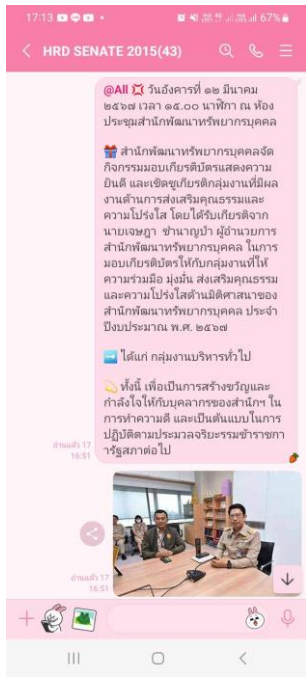 17:13
67%
HRD SENATE 2015(43)
@All 💢 วันอังคารที่ ๑๒ มีนาคม
๒๕๖๗ เวลา ๑๕.๐๐ นาฬิกา ณ ห้อง
ประชุมสำนักพัฒนาทรัพยากรบุคคล
🎁 สำนักพัฒนาทรัพยากรบุคคลจัด
กิจกรรมมอบเกียรติบัตรแสดงความ
ยินดี และเชิดชูเกียรติกลุ่มงานที่มีผล
งานด้านการส่งเสริมคุณธรรมและ
ความโปร่งใส โดยได้รับเกียรติจาก
นายเจษฎา ชำนาญป่า ผู้อำนวยการ
สำนักพัฒนาทรัพยากรบุคคล ในการ
มอบเกียรติบัตรให้กับกลุ่มงานที่ให้
ความร่วมมือ มุ่งมั่น ส่งเสริมคุณธรรม
และความโปร่งใสด้านมิติศาสนาของ
สำนักพัฒนาทรัพยากรบุคคล ประจำ
ปีงบประมาณ พ.ศ. ๒๕๖๗
➡️ ได้แก่ กลุ่มงานบริหารทั่วไป
💫 ทั้งนี้ เพื่อเป็นการสร้างขวัญและ
กำลังใจให้กับบุคลากรของสำนักฯ ใน
การทำความดี และเป็นต้นแบบในการ
ปฏิบัติตามประมวลจริยธรรมข้าราชกา
รรัฐสภาต่อไป
อ่านแล้ว 17
16:51
อ่านแล้ว 17
16:51